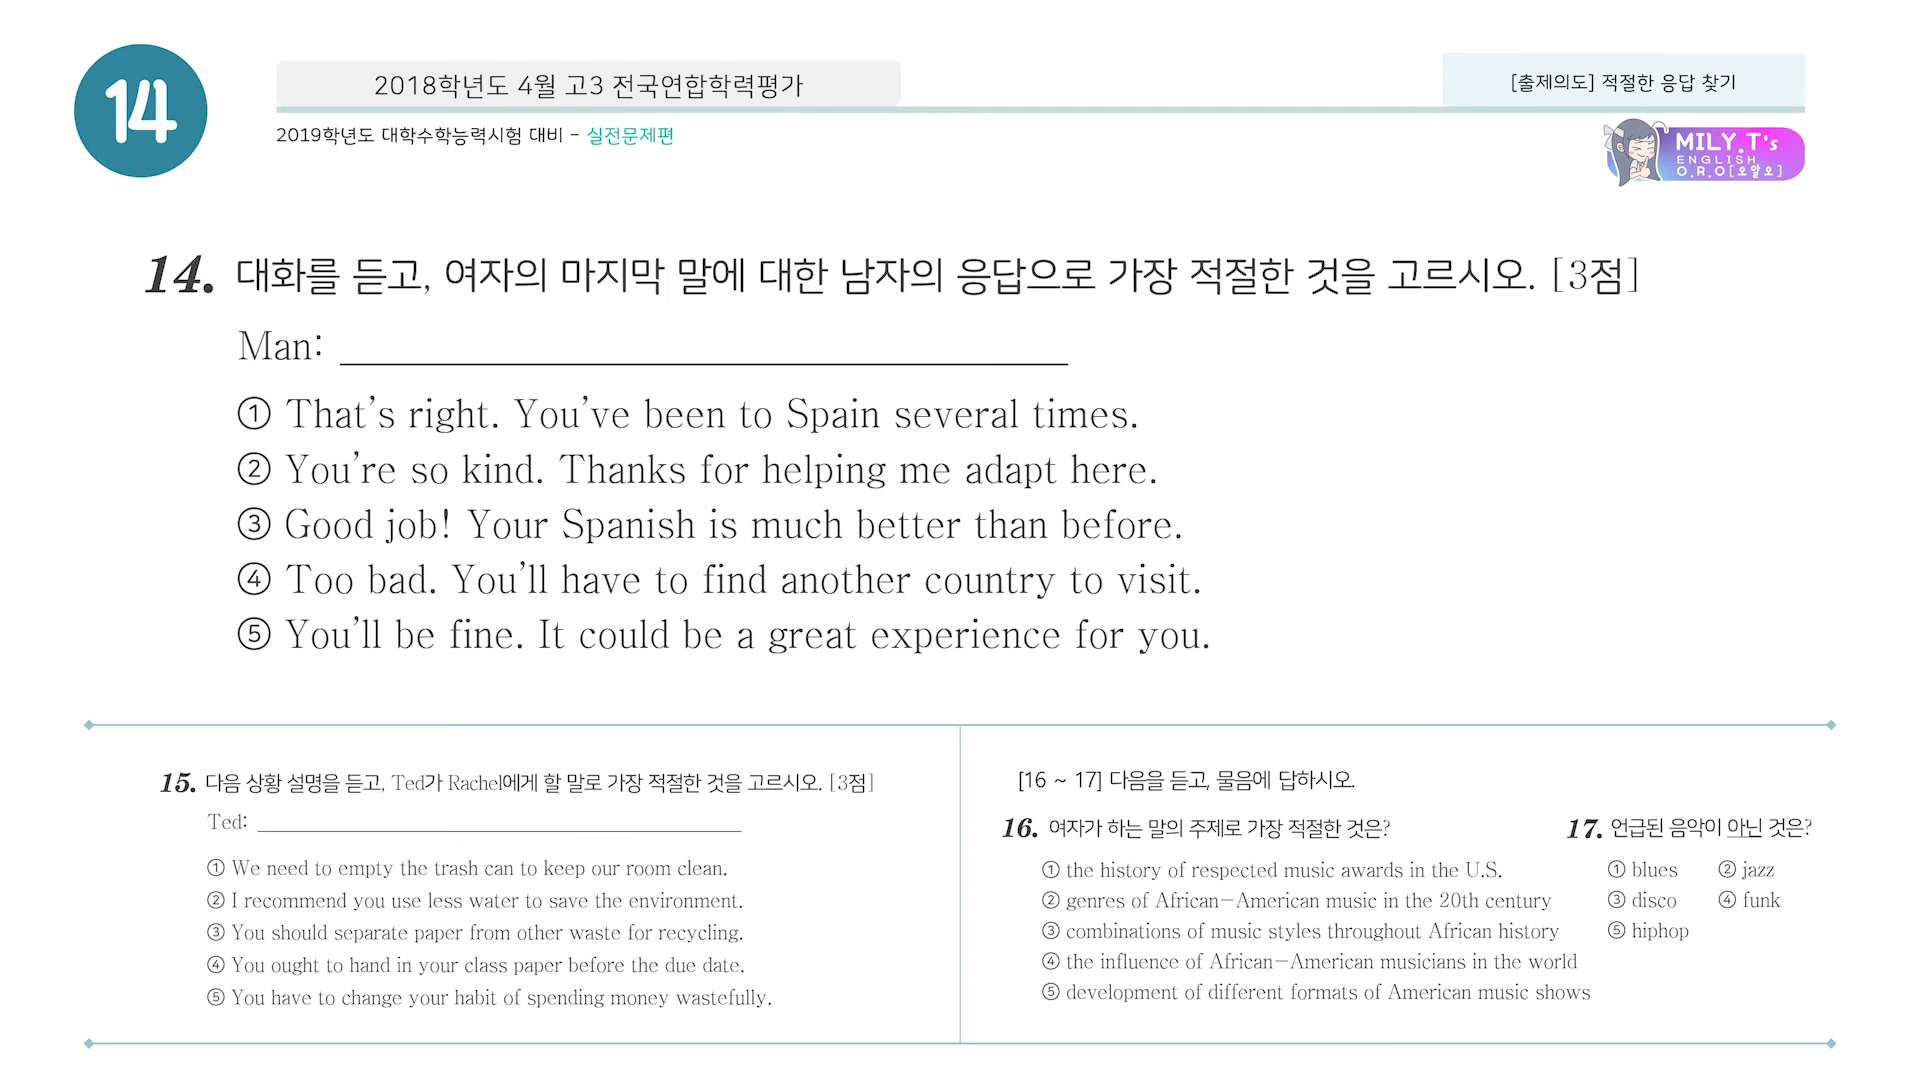 14
2018학년도 4월 고3 전국연합학력평가
[출제의도] 적절한 응답 찾기
2019학년도 대학수학능력시험 대비 - 실전문제편
MILY.T's
ENGLISH
O.R.O[오알오]
14. 대화를 듣고, 여자의 마지막 말에 대한 남자의 응답으로 가장 적절한 것을 고르시오. [3점]
Man:
① That's right. You've been to Spain several times.
② You're so kind. Thanks for helping me adapt here.
③ Good job! Your Spanish is much better than before.
④ Too bad. You'll have to find another country to visit.
⑤ You'll be fine. It could be a great experience for you.
15. 다음 상황 설명을 듣고, Ted가 Rachel에게 할 말로 가장 적절한 것을 고르시오. [3점]
Ted:
① We need to empty the trash can to keep our room clean.
② I recommend you use less water to save the environment.
③ You should separate paper from other waste for recycling.
④ You ought to hand in your class paper before the due date.
⑤ You have to change your habit of spending money wastefully.
[16 ~ 17] 다음을 듣고, 물음에 답하시오.
16. 여자가 하는 말의 주제로 가장 적절한 것은?
① the history of respected music awards in the U.S.
② genres of African-American music in the 20th century
③ combinations of music styles throughout African history
④ the influence of African-American musicians in the world
⑤ development of different formats of American music shows
17. 언급된 음악이 아닌 것은?
① blues ② jazz
③ disco ④ funk
⑤ hiphop